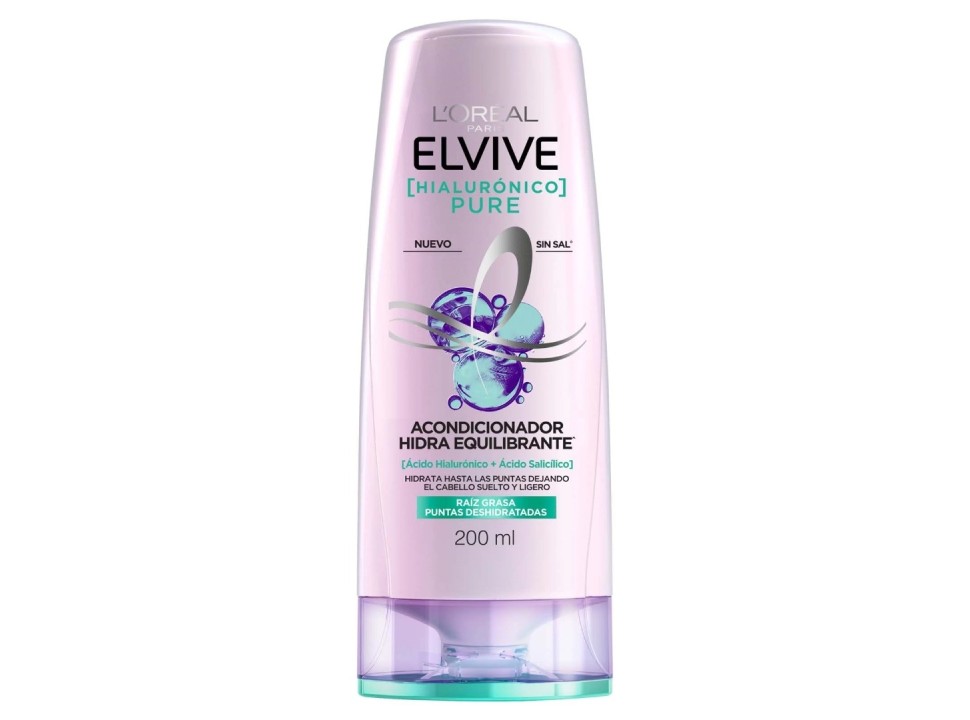 L'ORÉAL
PARIS
ELVIVE
[HIALURÓNICO]
PURE
NUEVO
SIN SAL*
ACONDICIONADOR
HIDRA EQUILIBRANTE*
[Ácido Hialurónico + Ácido Salicílico]
HIDRATA HASTA LAS PUNTAS DEJANDO
EL CABELLO SUELTO Y LIGERO
RAÍZ GRASA
PUNTAS DESHIDRATADAS
200 ml